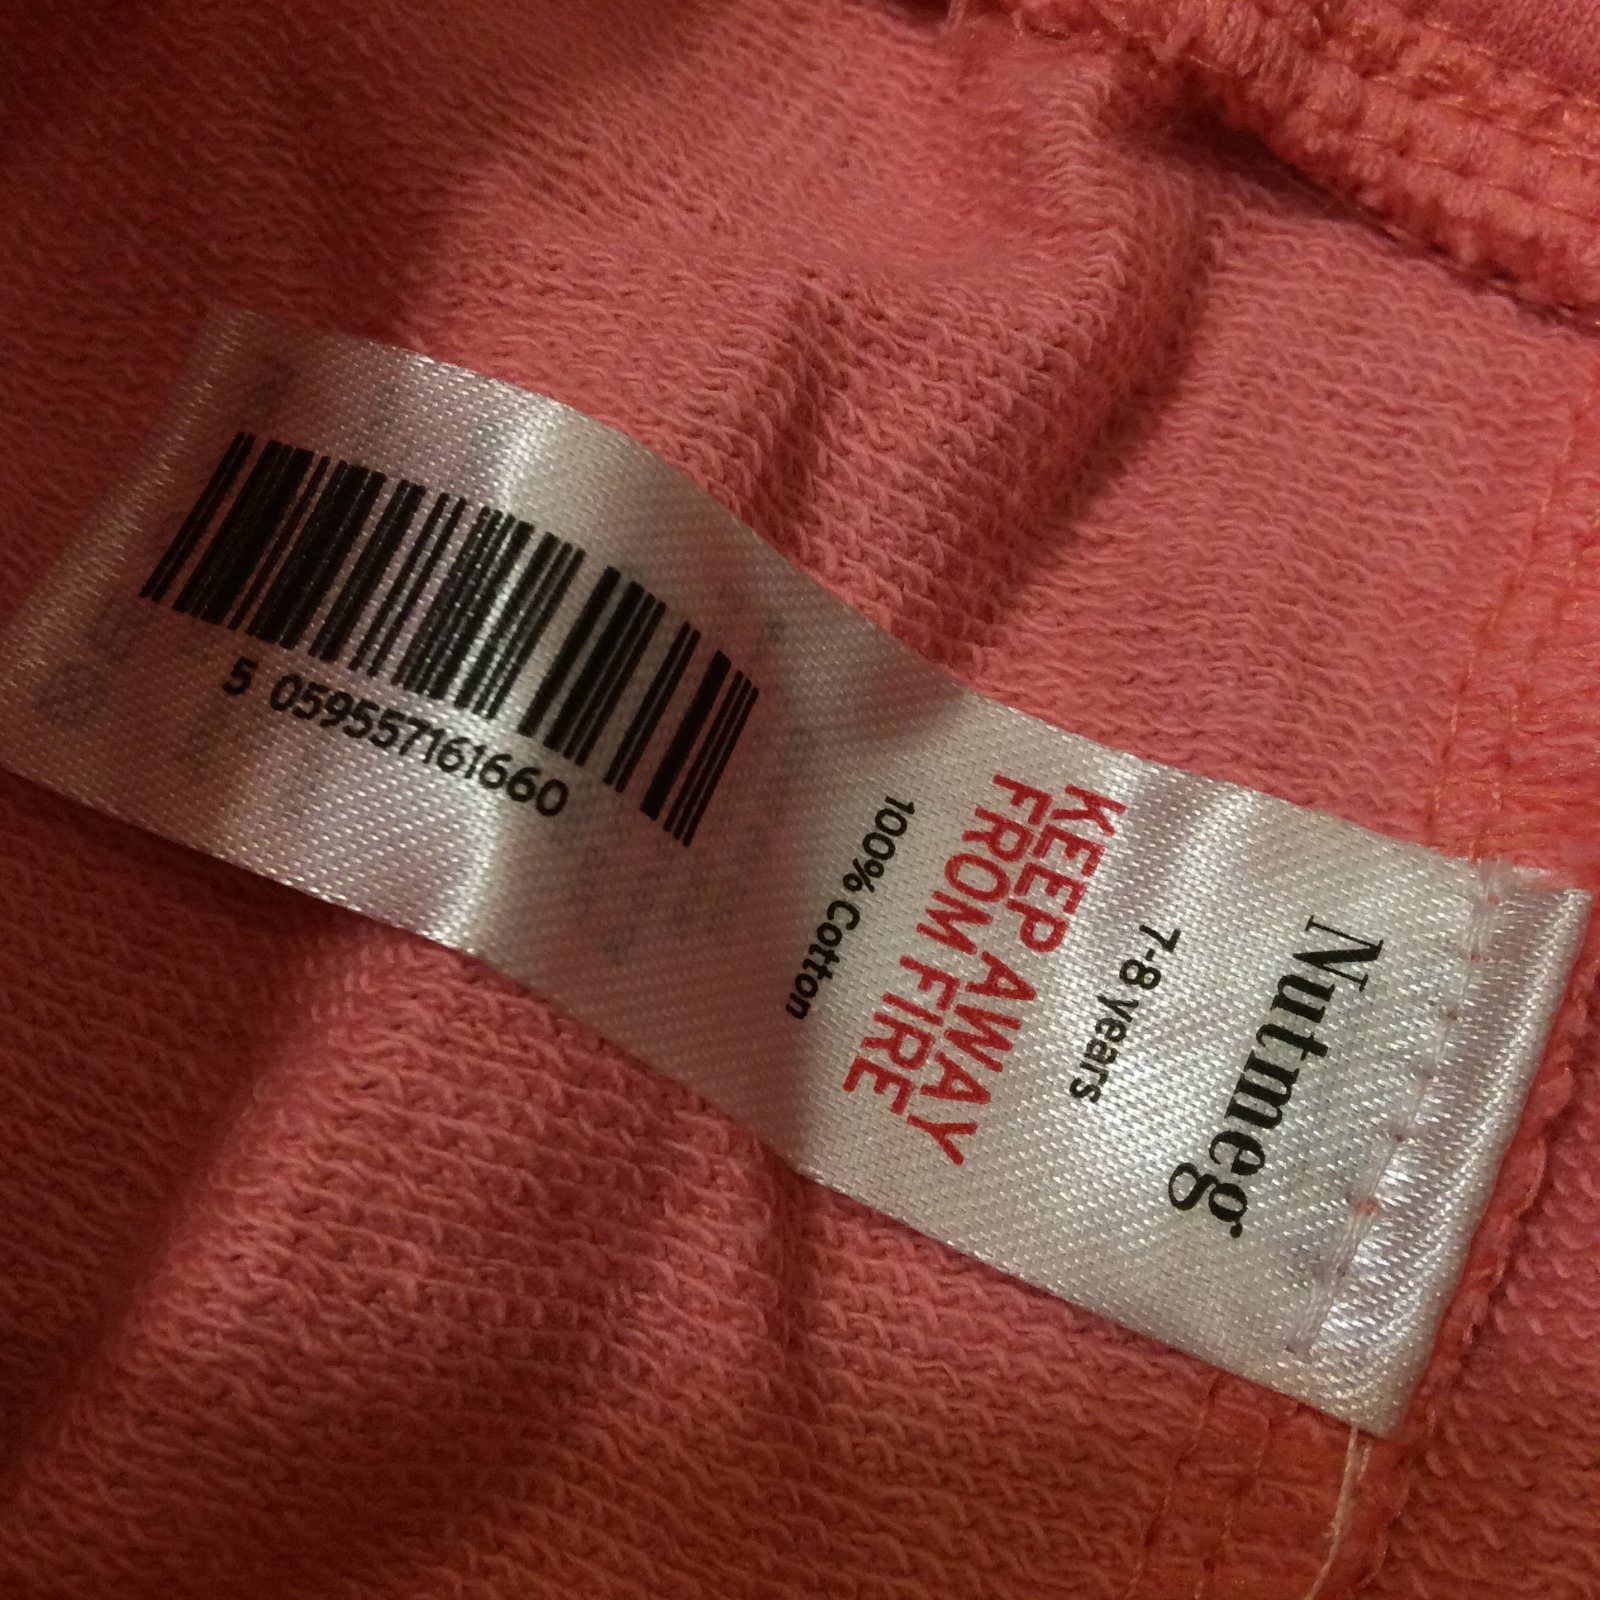 Nutmeg
7-8 years
KEEP AWAY
FROM FIRE
100% Cotton
5 059557161660